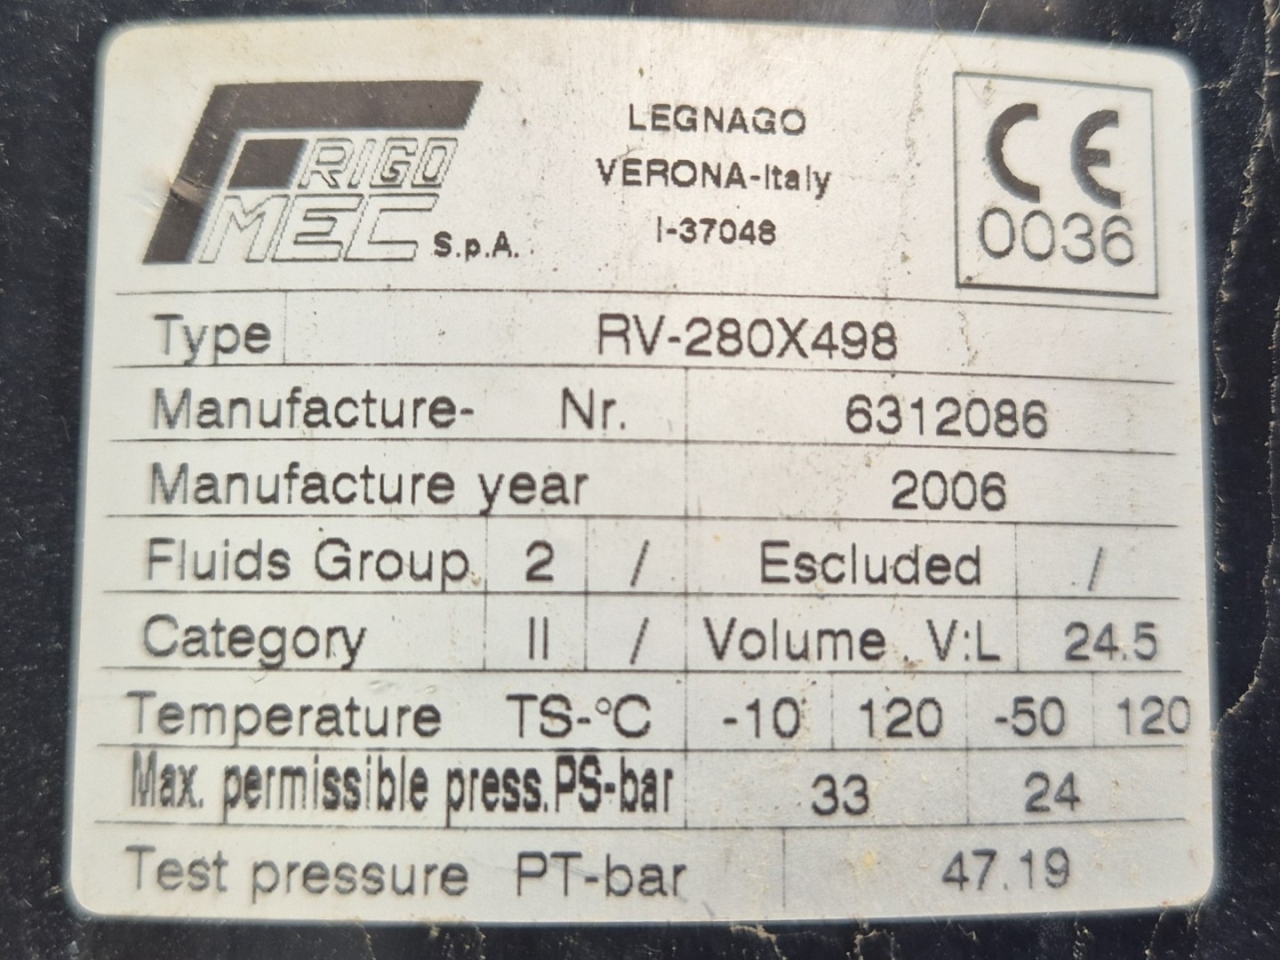 FRIGO
MEC S.p.A.
LEGNAGO
VERONA-Italy
I-37048
CE
0036
Type RV-280X498
Manufacture- Nr. 6312086
Manufacture year 2006
Fluids Group 2 / Escluded /
Category II / Volume V:L 24.5
Temperature TS-°C -10 120 -50 120
Max. permissible press.PS-bar 33 24
Test pressure PT-bar 47.19